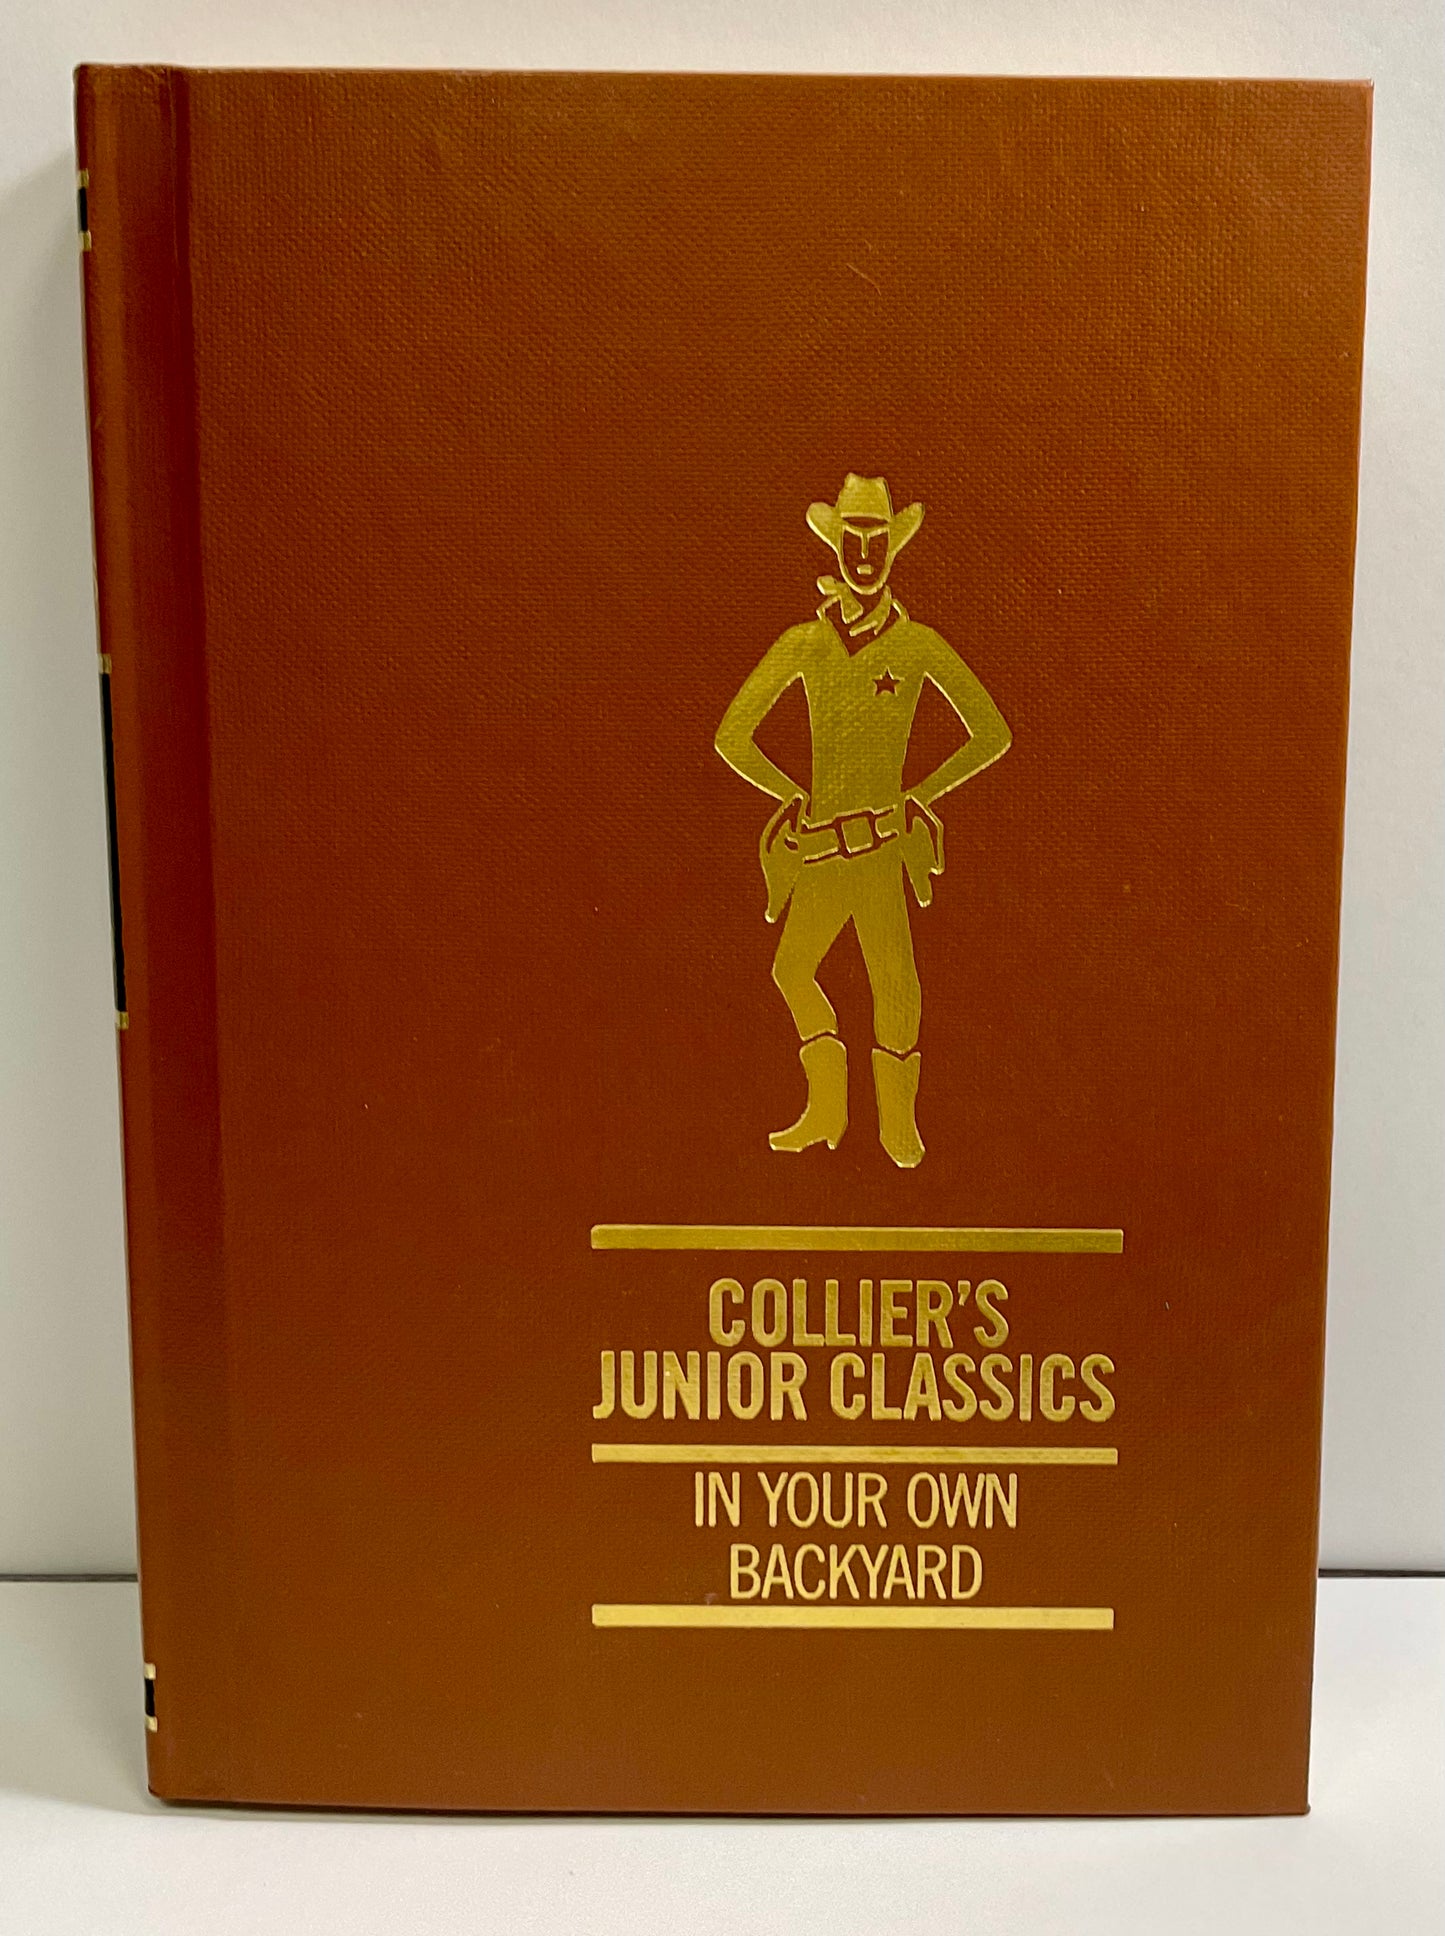 COLLIER'S
JUNIOR CLASSICS
IN YOUR OWN
BACKYARD